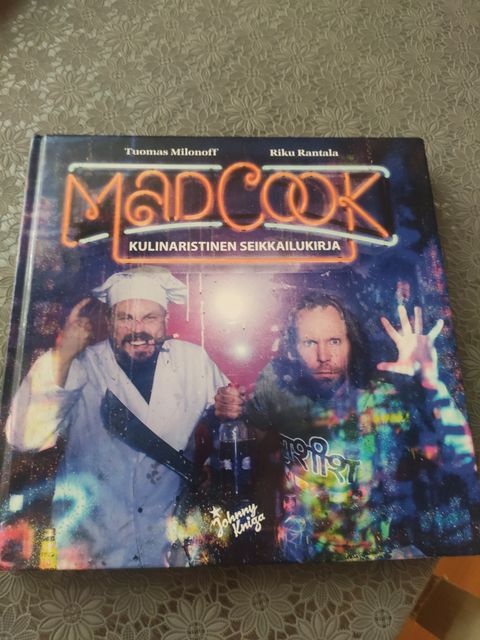 Tuomas Milonoff Riku Rantala
MADCOOK
KULINARISTINEN SEIKKAILUKIRJA
Johnny
Kniga